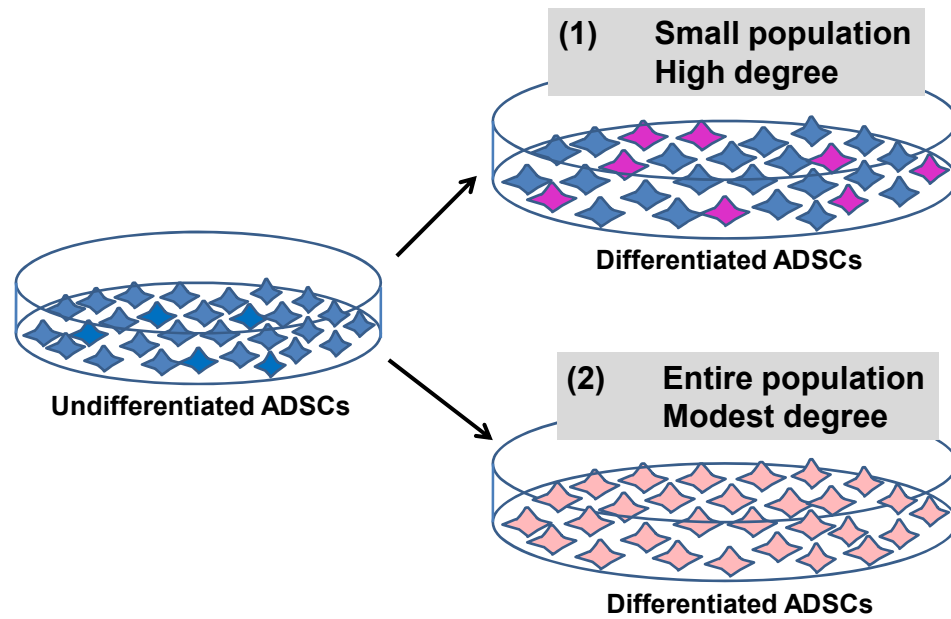 (1) Small population
High degree
Differentiated ADSCs
Undifferentiated ADSCs
(2) Entire population
Modest degree
Differentiated ADSCs